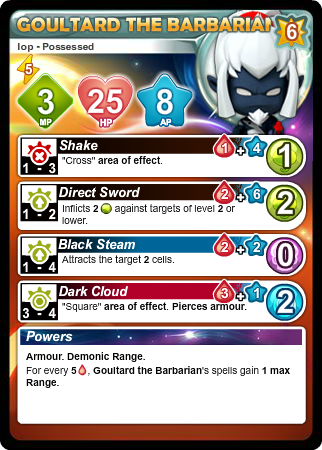 GOULTARD THE BARBARIAN
6
Iop - Possessed
5
3
MP
25
HP
8
AP
Shake
1 + 4
1
1 - 3
"Cross" area of effect.
Direct Sword
2 + 6
2
1 - 2
Inflicts 2 against targets of level 2 or
lower.
Black Steam
2 + 2
0
1 - 4
Attracts the target 2 cells.
Dark Cloud
3 + 1
2
3 - 4
"Square" area of effect. Pierces armour.
Powers
Armour. Demonic Range.
For every 5, Goultard the Barbarian's spells gain 1 max
Range.